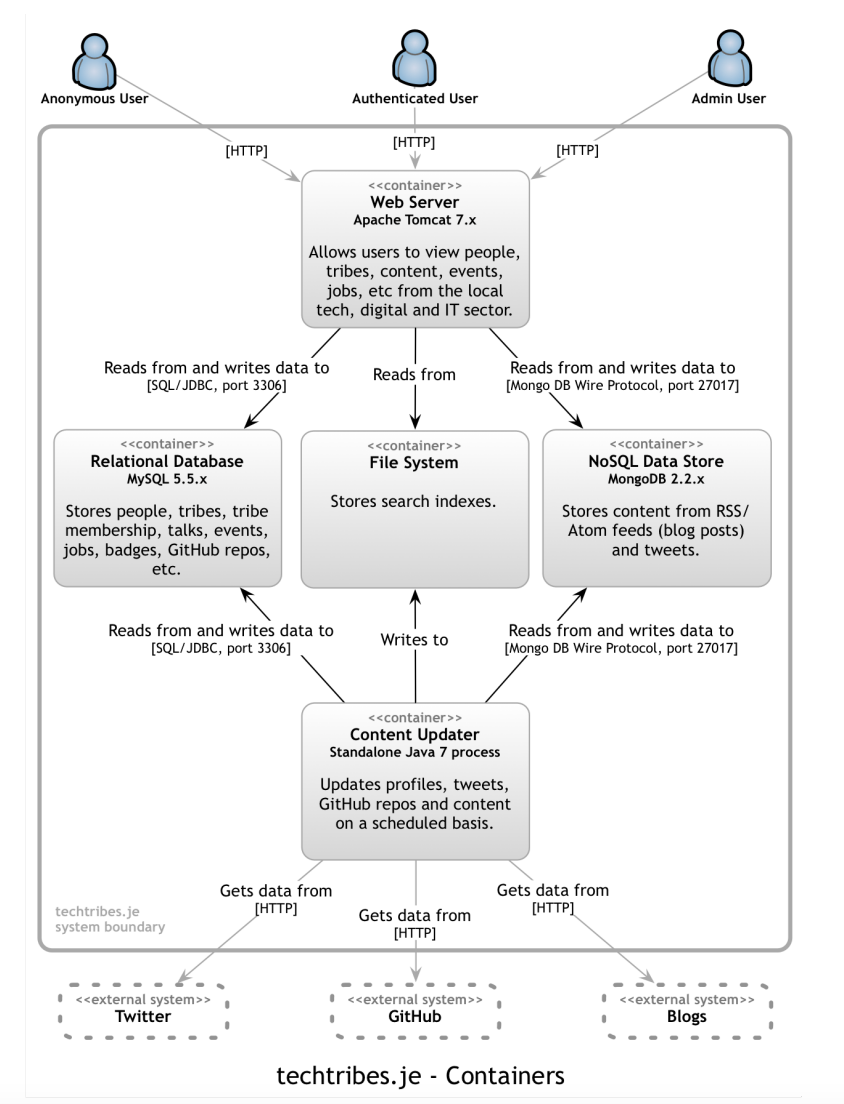 Anonymous User
Authenticated User
Admin User
[HTTP]
[HTTP]
[HTTP]
<<container>>
Web Server
Apache Tomcat 7.x
Allows users to view people,
tribes, content, events,
jobs, etc from the local
tech, digital and IT sector.
Reads from and writes data to
[SQL/JDBC, port 3306]
Reads from
Reads from and writes data to
[Mongo DB Wire Protocol, port 27017]
<<container>>
Relational Database
MySQL 5.5.x
Stores people, tribes, tribe
membership, talks, events,
jobs, badges, GitHub repos,
etc.
<<container>>
File System
Stores search indexes.
<<container>>
NoSQL Data Store
MongoDB 2.2.x
Stores content from RSS/
Atom feeds (blog posts)
and tweets.
Reads from and writes data to
[SQL/JDBC, port 3306]
Writes to
Reads from and writes data to
[Mongo DB Wire Protocol, port 27017]
<<container>>
Content Updater
Standalone Java 7 process
Updates profiles, tweets,
GitHub repos and content
on a scheduled basis.
Gets data from
[HTTP]
Gets data from
[HTTP]
Gets data from
[HTTP]
techtribes.je
system boundary
<<external system>>
Twitter
<<external system>>
GitHub
<<external system>>
Blogs
techtribes.je - Containers